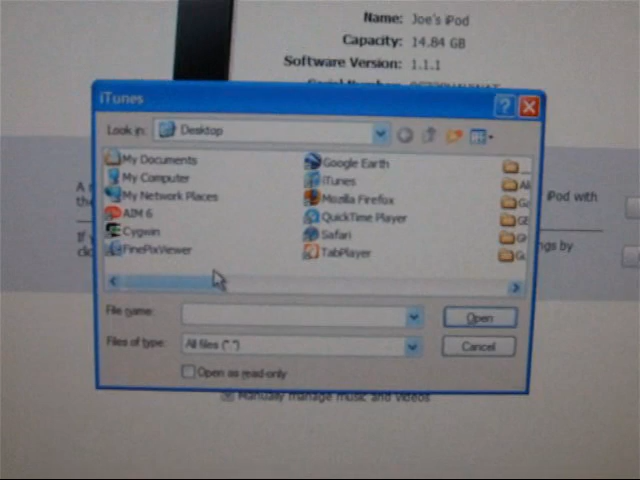 Name: Joe's iPod
Capacity: 14.84 GB
Software Version: 1.1.1
iTunes
Look in: Desktop
My Documents
My Computer
My Network Places
AIM 6
Cygwin
FinePixViewer
Google Earth
iTunes
Mozilla Firefox
QuickTime Player
Safari
TabPlayer
iPod with
File name:
Open
Files of type: All files (*.*)
Cancel
Open as read-only
Manually manage music and videos